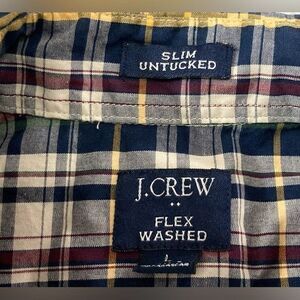 SLIM
UNTUCKED
J.CREW
FLEX
WASHED